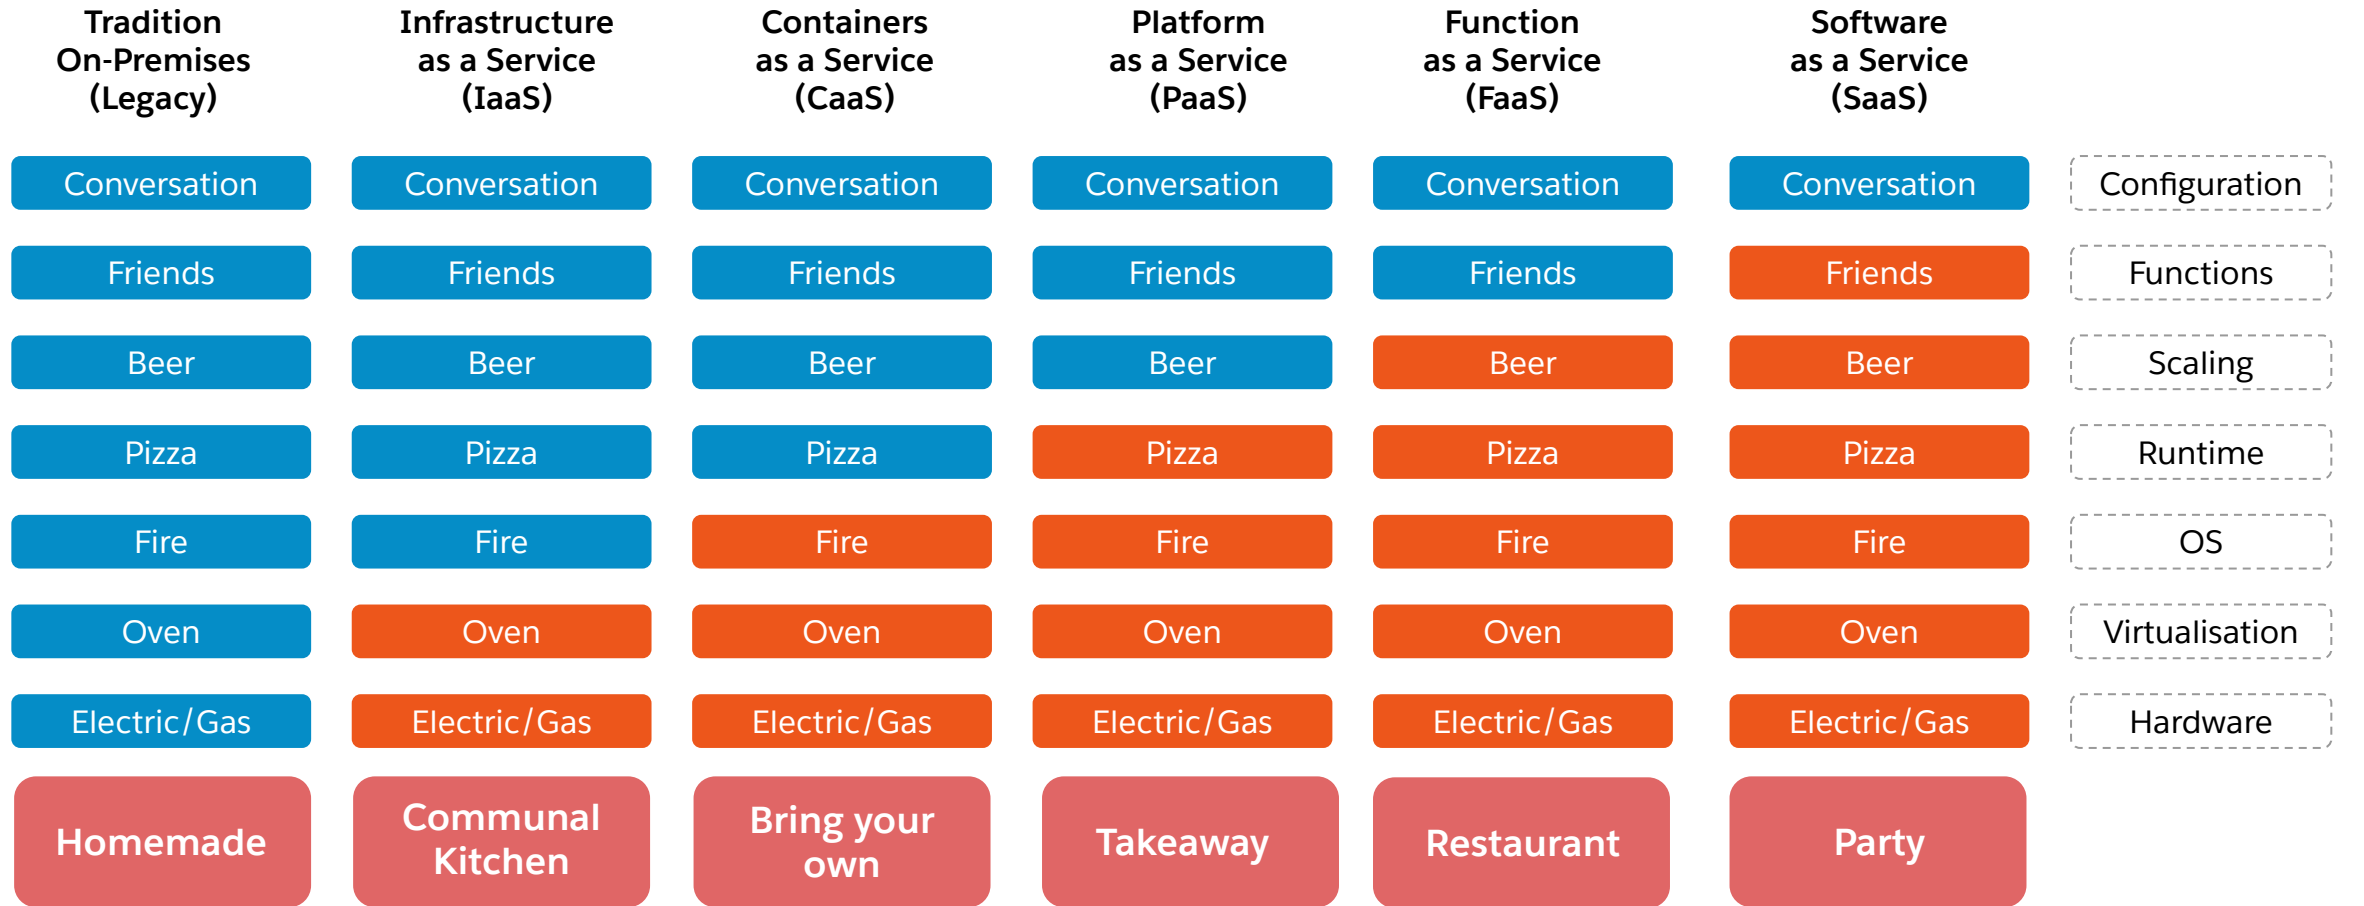 Tradition
On-Premises
(Legacy)
Infrastructure
as a Service
(IaaS)
Containers
as a Service
(CaaS)
Platform
as a Service
(PaaS)
Function
as a Service
(FaaS)
Software
as a Service
(SaaS)
Conversation Conversation Conversation Conversation Conversation Conversation Configuration
Friends Friends Friends Friends Friends Friends Functions
Beer Beer Beer Beer Beer Beer Scaling
Pizza Pizza Pizza Pizza Pizza Pizza Runtime
Fire Fire Fire Fire Fire Fire OS
Oven Oven Oven Oven Oven Oven Virtualisation
Electric/Gas Electric/Gas Electric/Gas Electric/Gas Electric/Gas Electric/Gas Hardware
Homemade
Communal
Kitchen
Bring your
own
Takeaway
Restaurant
Party